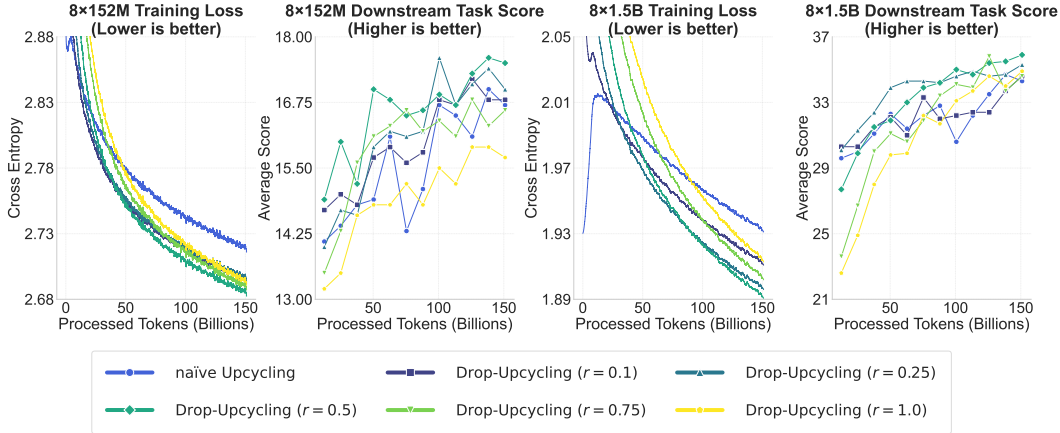 8×152M Training Loss
(Lower is better)
Cross Entropy
2.88
2.83
2.78
2.73
2.68
0
50
100
150
Processed Tokens (Billions)
8×152M Downstream Task Score
(Higher is better)
Average Score
18.00
16.75
15.50
14.25
13.00
50
100
150
Processed Tokens (Billions)
8×1.5B Training Loss
(Lower is better)
Cross Entropy
2.05
2.01
1.97
1.93
1.89
0
50
100
150
Processed Tokens (Billions)
8×1.5B Downstream Task Score
(Higher is better)
Average Score
37
33
29
25
21
50
100
150
Processed Tokens (Billions)
naïve Upcycling
Drop-Upcycling (r = 0.1)
Drop-Upcycling (r = 0.25)
Drop-Upcycling (r = 0.5)
Drop-Upcycling (r = 0.75)
Drop-Upcycling (r = 1.0)